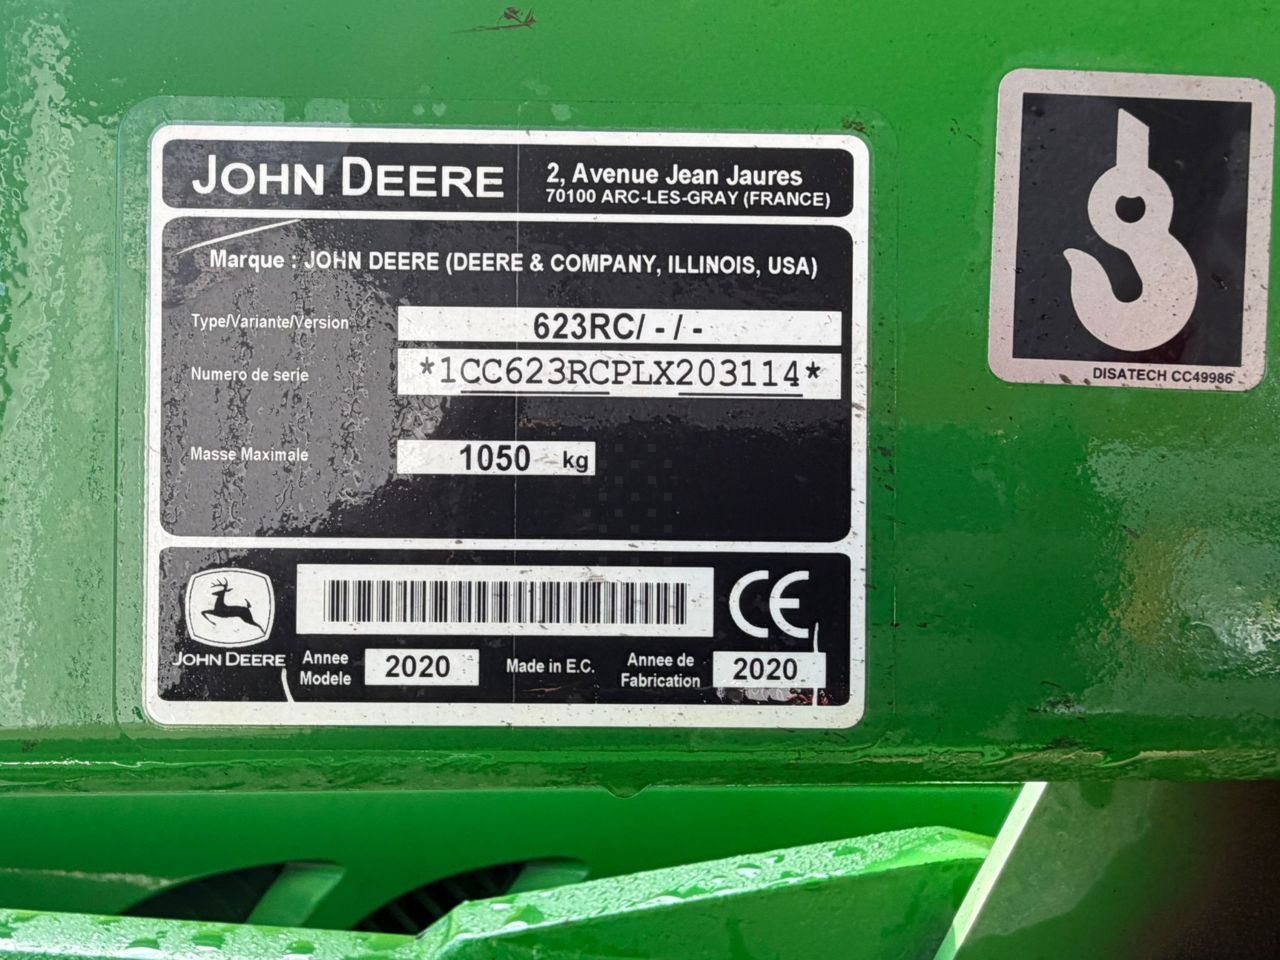 JOHN DEERE
2, Avenue Jean Jaures
70100 ARC-LES-GRAY (FRANCE)
Marque : JOHN DEERE (DEERE & COMPANY, ILLINOIS, USA)
Type/Variante/Version 623RC/ - / -
Numero de serie *1CC623RCPLX203114*
Masse Maximale 1050 kg
CE
JOHN DEERE
Annee Modele 2020
Made in E.C.
Annee de Fabrication 2020
DISATECH CC49986